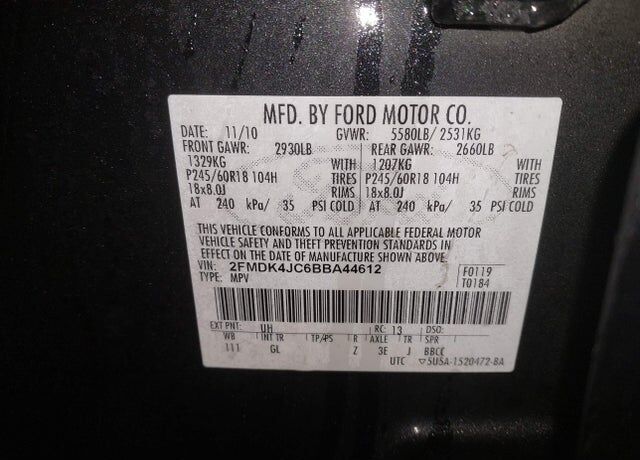 MFD. BY FORD MOTOR CO.
DATE: 11/10 GVWR: 5580LB/ 2531KG
FRONT GAWR: 2930LB REAR GAWR: 2660LB
1329KG WITH 1207KG WITH
P245/60R18 104H TIRES P245/60R18 104H TIRES
18x8.0J RIMS 18x8.0J RIMS
AT 240 kPa/ 35 PSI COLD AT 240 kPa/ 35 PSI COLD
THIS VEHICLE CONFORMS TO ALL APPLICABLE FEDERAL MOTOR
VEHICLE SAFETY AND THEFT PREVENTION STANDARDS IN
EFFECT ON THE DATE OF MANUFACTURE SHOWN ABOVE.
VIN: 2FMDK4JC6BBA44612 F0119
TYPE: MPV T0184
EXT PNT: UH RC: 13 DSO:
WB INT TR TP/PS R AXLE TR SPR
111 GL Z 3E J BBCC
UTC ▽5USA-1520472-BA